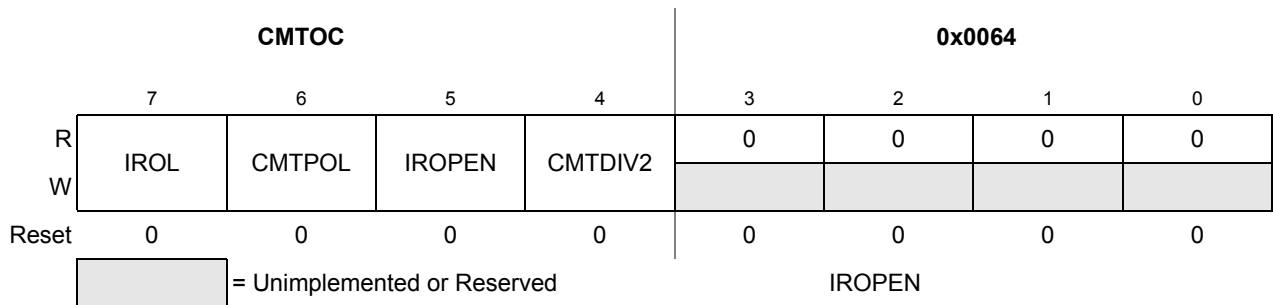 CMTOC 0x0064
7 6 5 4 3 2 1 0
R IROL CMTPOL IROPEN CMTDIV2 0 0 0 0
W
Reset 0 0 0 0 0 0 0 0
= Unimplemented or Reserved IROPEN